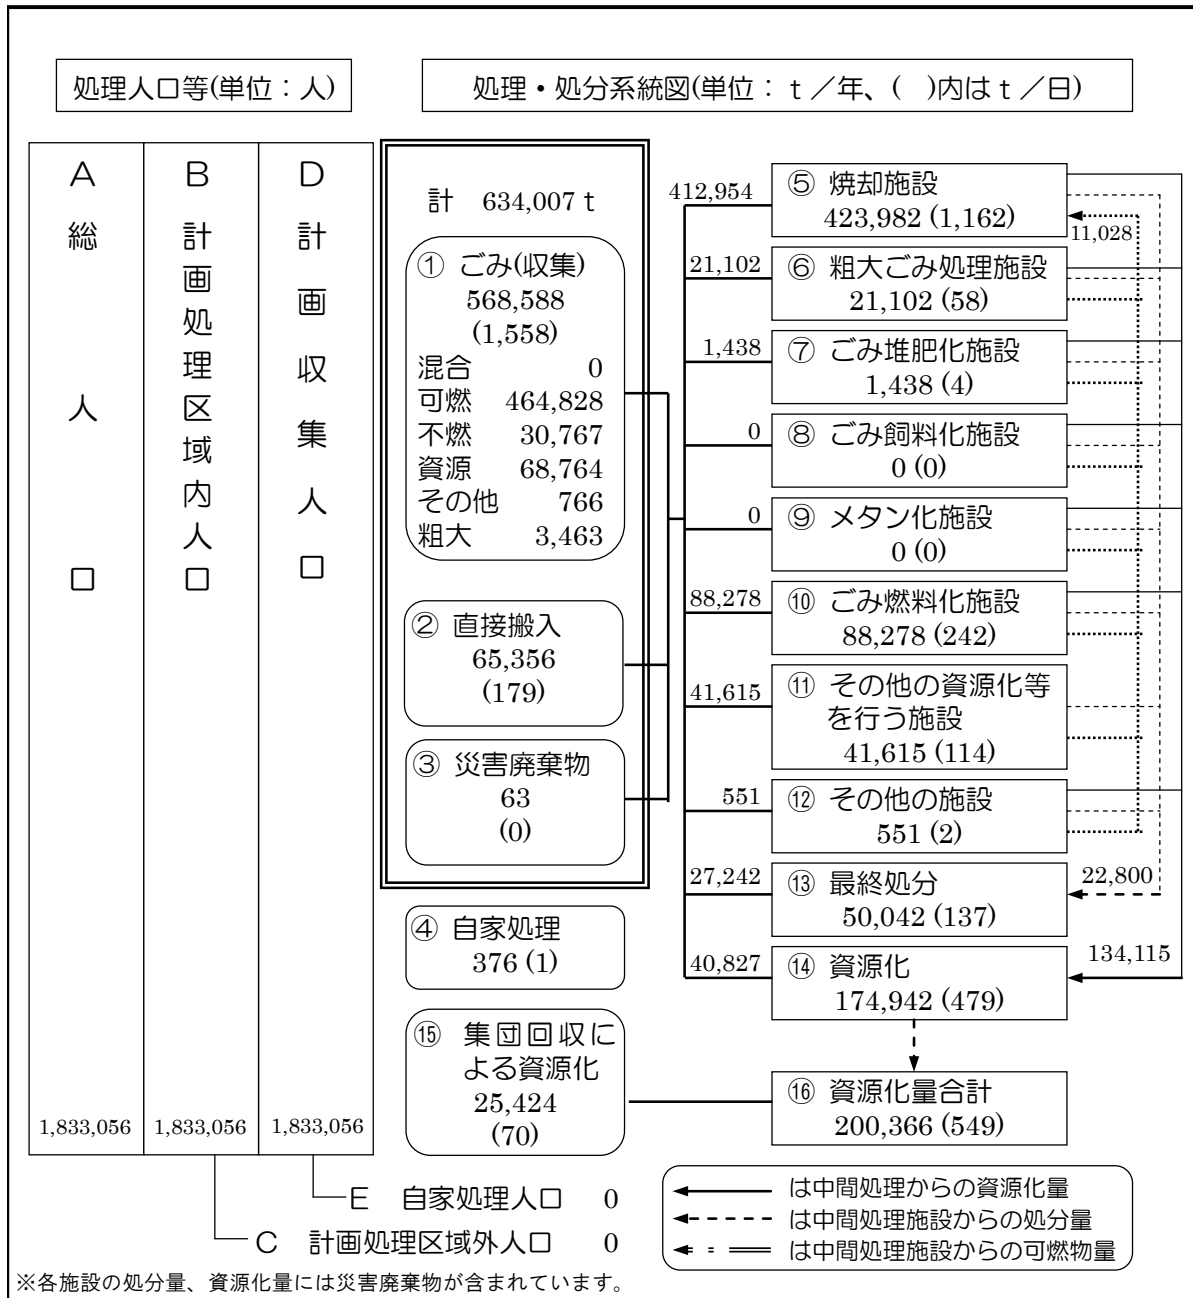 処理人口等(単位：人)
処理・処分系統図(単位：ｔ／年、(　)内はｔ／日)
A 総人口
1,833,056
B 計画処理区域内人口
1,833,056
D 計画収集人口
1,833,056
E 自家処理人口 0
C 計画処理区域外人口 0
計 634,007ｔ
① ごみ(収集)
568,588
(1,558)
混合 0
可燃 464,828
不燃 30,767
資源 68,764
その他 766
粗大 3,463
② 直接搬入
65,356
(179)
③ 災害廃棄物
63
(0)
④ 自家処理
376 (1)
⑮ 集団回収に
よる資源化
25,424
(70)
412,954
⑤ 焼却施設
423,982 (1,162)
11,028
21,102
⑥ 粗大ごみ処理施設
21,102 (58)
1,438
⑦ ごみ堆肥化施設
1,438 (4)
0
⑧ ごみ飼料化施設
0 (0)
0
⑨ メタン化施設
0 (0)
88,278
⑩ ごみ燃料化施設
88,278 (242)
41,615
⑪ その他の資源化等
を行う施設
41,615 (114)
551
⑫ その他の施設
551 (2)
27,242
⑬ 最終処分
50,042 (137)
22,800
40,827
⑭ 資源化
174,942 (479)
134,115
⑯ 資源化量合計
200,366 (549)
は中間処理からの資源化量
は中間処理施設からの処分量
は中間処理施設からの可燃物量
※各施設の処分量、資源化量には災害廃棄物が含まれています。